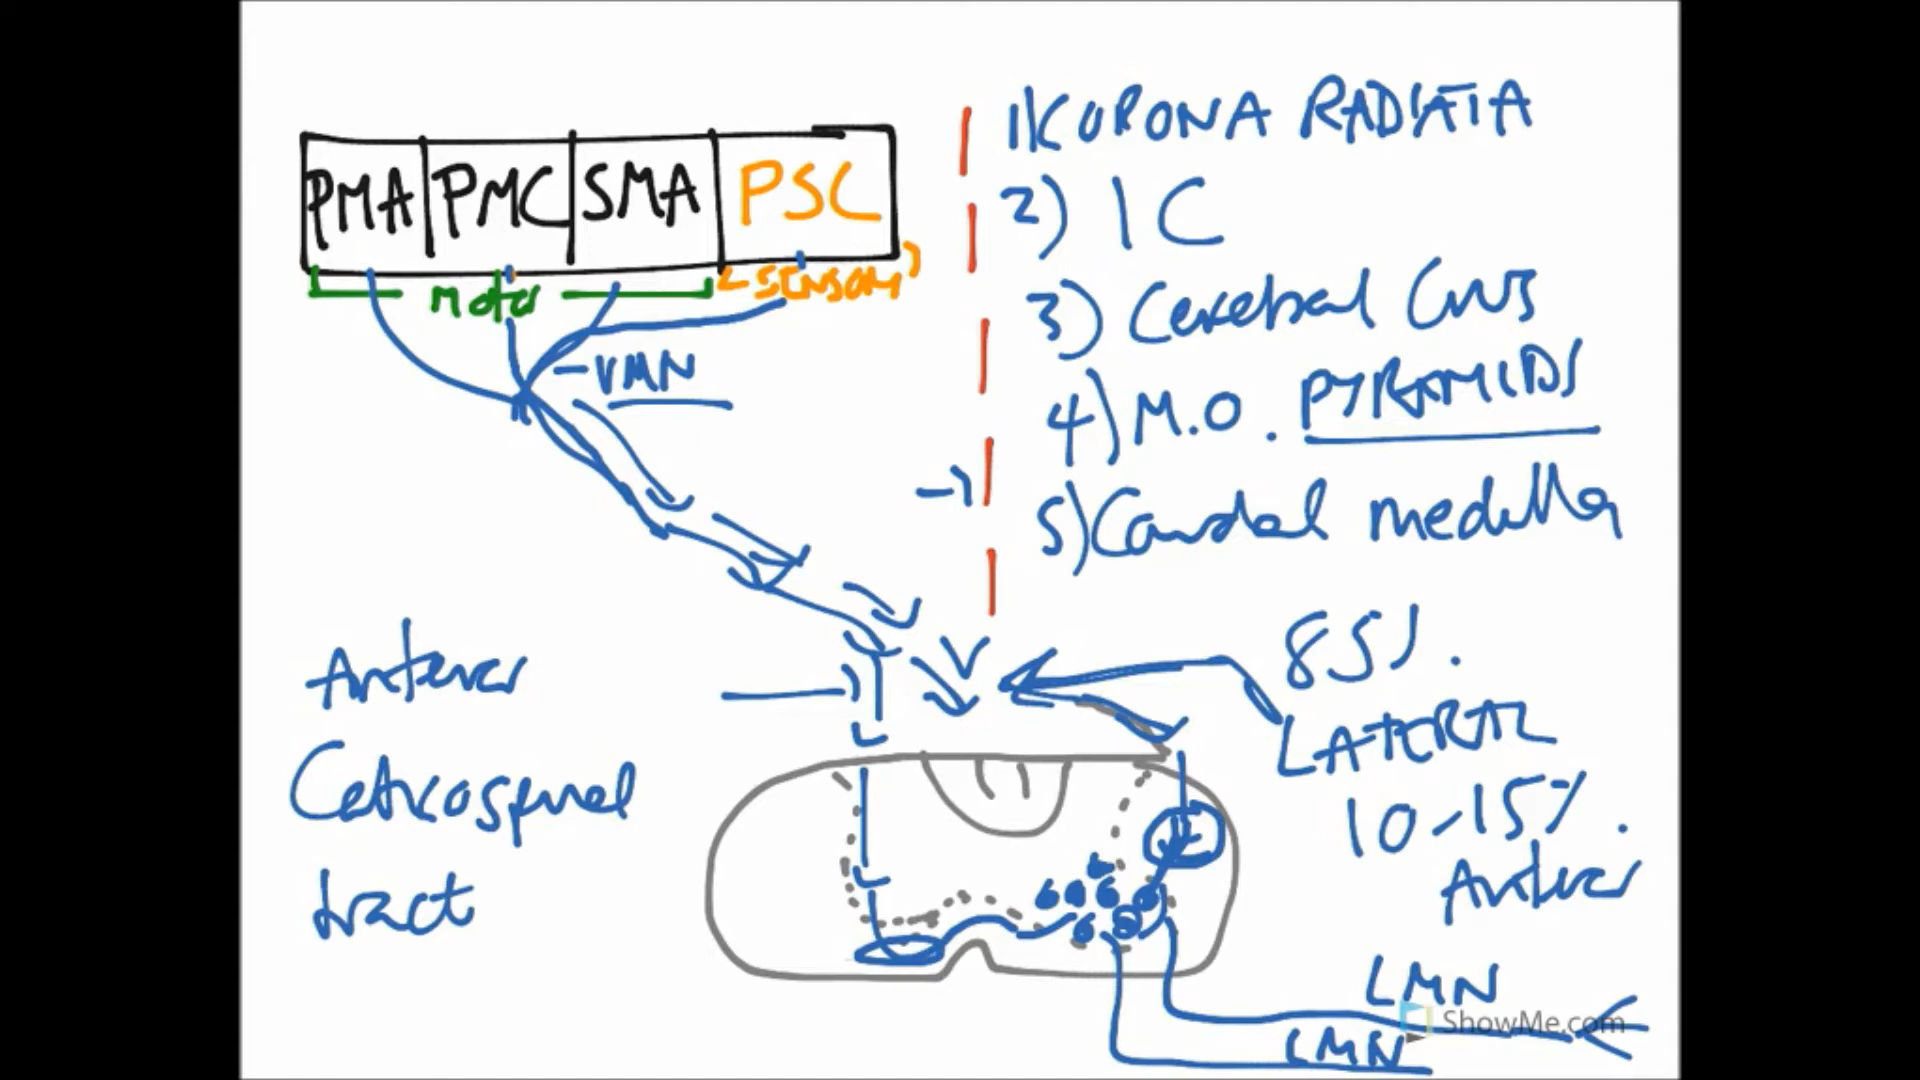 PMA PMC SMA PSC
Motor
SENSORY
UMN
1) KORONA RADIATA
2) IC
3) Cerebral Crus
4) M.O. PYRAMIDS
5) Caudal medulla
85%.
LATERAL
10-15%.
Anterior
Anterior
Corticospinal
tract
LMN
LMN
ShowMe.com